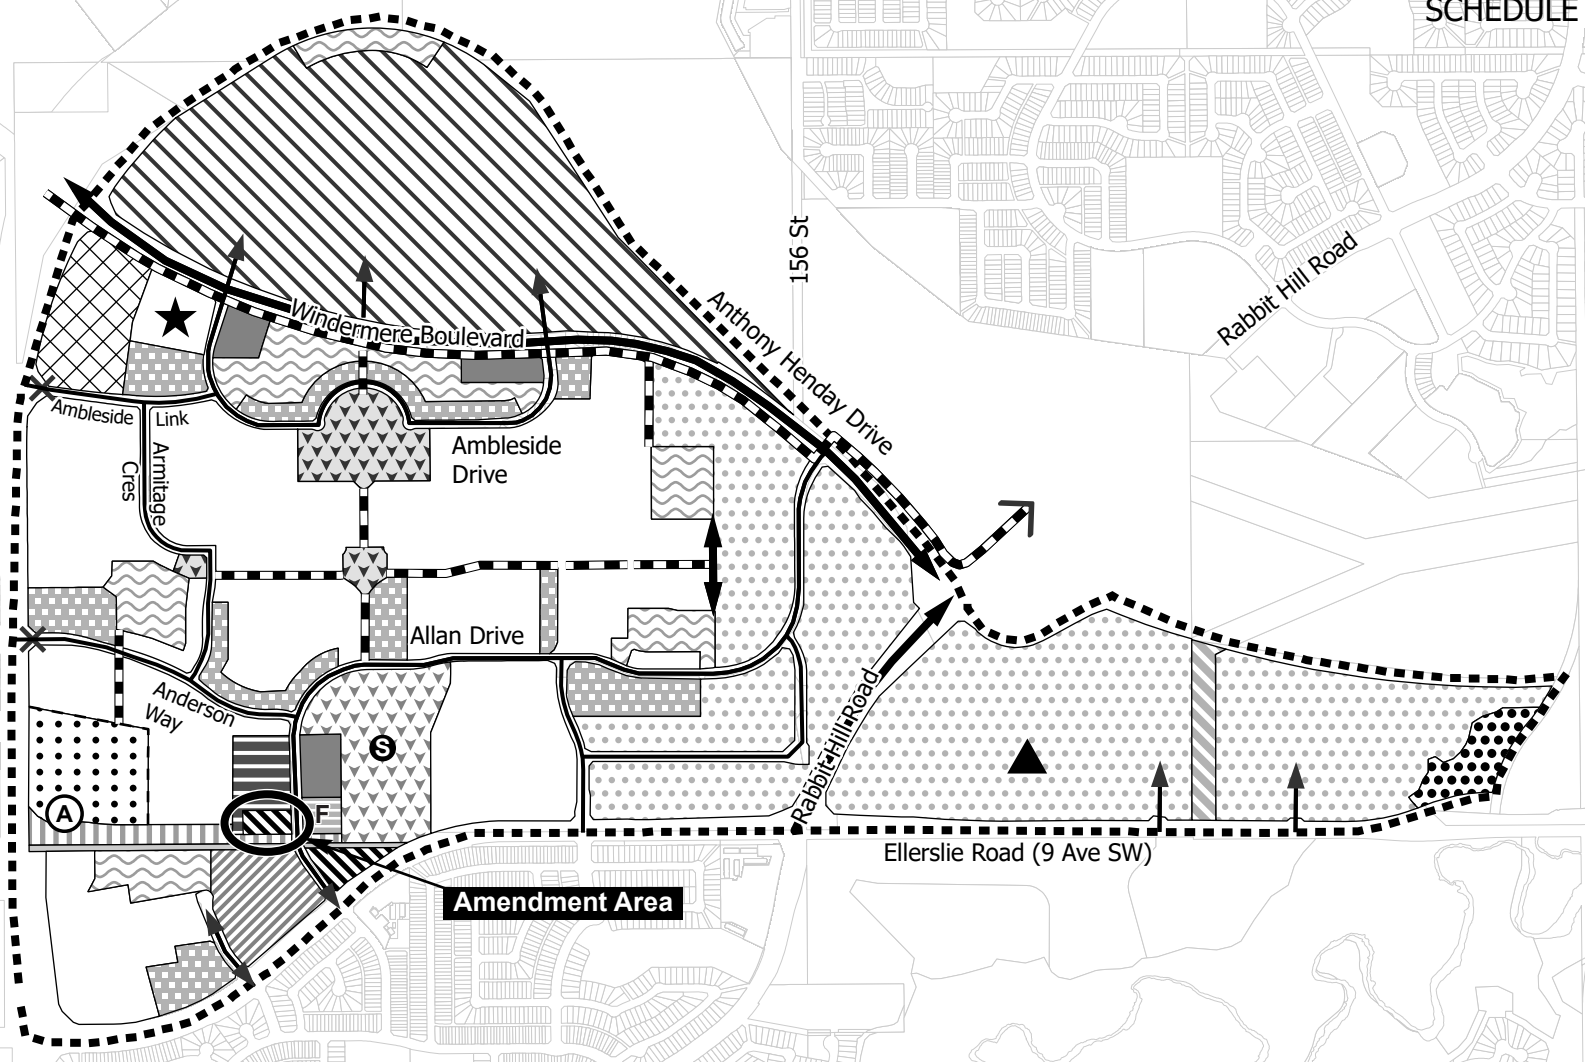 SCHEDULE
156 St
Rabbit Hill Road
Anthony Henday Drive
Windermere Boulevard
Ambleside
Link
Armitage
Cres
Ambleside
Drive
Allan Drive
Anderson
Way
S
A
F
Rabbit Hill Road
Ellerslie Road (9 Ave SW)
Amendment Area